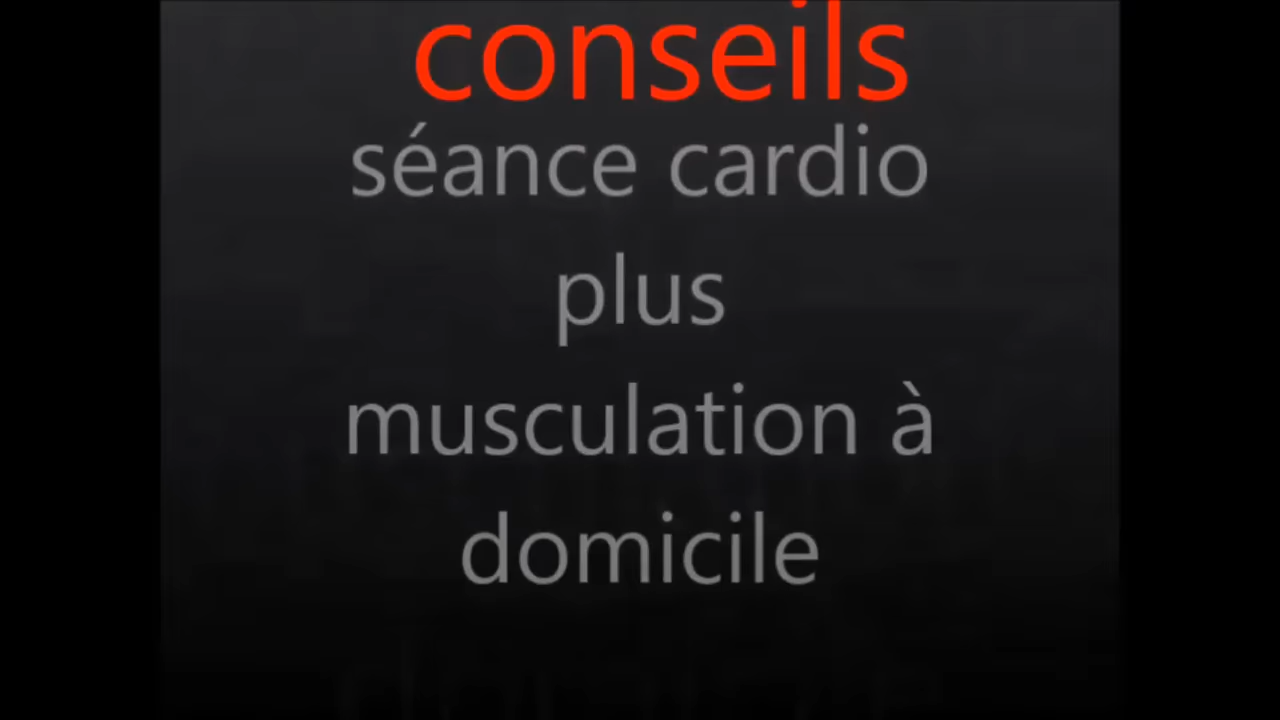 conseils
séance cardio
plus
musculation à
domicile